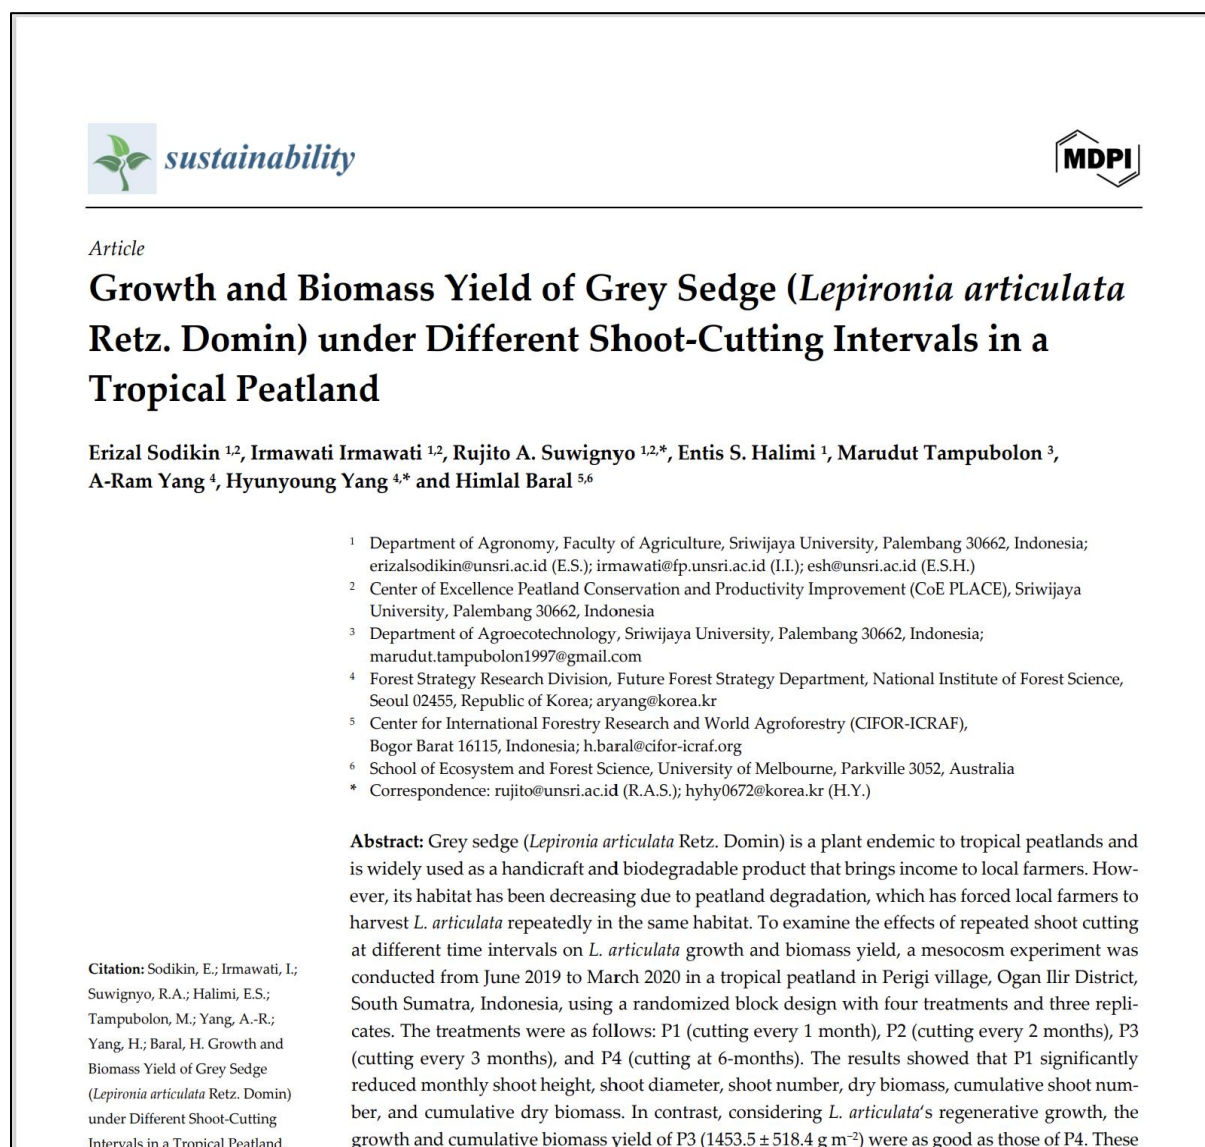 sustainability
MDPI
Article
Growth and Biomass Yield of Grey Sedge (Lepironia articulata
Retz. Domin) under Different Shoot-Cutting Intervals in a
Tropical Peatland
Erizal Sodikin 1,2, Irmawati Irmawati 1,2, Rujito A. Suwignyo 1,2,*, Entis S. Halimi 1, Marudut Tampubolon 3,
A-Ram Yang 4, Hyunyoung Yang 4,* and Himlal Baral 5,6
1 Department of Agronomy, Faculty of Agriculture, Sriwijaya University, Palembang 30662, Indonesia;
erizalsodikin@unsri.ac.id (E.S.); irmawati@fp.unsri.ac.id (I.I.); esh@unsri.ac.id (E.S.H.)
2 Center of Excellence Peatland Conservation and Productivity Improvement (CoE PLACE), Sriwijaya
University, Palembang 30662, Indonesia
3 Department of Agroecotechnology, Sriwijaya University, Palembang 30662, Indonesia;
marudut.tampubolon1997@gmail.com
4 Forest Strategy Research Division, Future Forest Strategy Department, National Institute of Forest Science,
Seoul 02455, Republic of Korea; aryang@korea.kr
5 Center for International Forestry Research and World Agroforestry (CIFOR-ICRAF),
Bogor Barat 16115, Indonesia; h.baral@cifor-icraf.org
6 School of Ecosystem and Forest Science, University of Melbourne, Parkville 3052, Australia
* Correspondence: rujito@unsri.ac.id (R.A.S.); hyhy0672@korea.kr (H.Y.)
Abstract: Grey sedge (Lepironia articulata Retz. Domin) is a plant endemic to tropical peatlands and
is widely used as a handicraft and biodegradable product that brings income to local farmers. How-
ever, its habitat has been decreasing due to peatland degradation, which has forced local farmers to
harvest L. articulata repeatedly in the same habitat. To examine the effects of repeated shoot cutting
at different time intervals on L. articulata growth and biomass yield, a mesocosm experiment was
conducted from June 2019 to March 2020 in a tropical peatland in Perigi village, Ogan Ilir District,
South Sumatra, Indonesia, using a randomized block design with four treatments and three repli-
cates. The treatments were as follows: P1 (cutting every 1 month), P2 (cutting every 2 months), P3
(cutting every 3 months), and P4 (cutting at 6-months). The results showed that P1 significantly
reduced monthly shoot height, shoot diameter, shoot number, dry biomass, cumulative shoot num-
ber, and cumulative dry biomass. In contrast, considering L. articulata‘s regenerative growth, the
growth and cumulative biomass yield of P3 (1453.5 ± 518.4 g m−2) were as good as those of P4. These
Citation: Sodikin, E.; Irmawati, I.;
Suwignyo, R.A.; Halimi, E.S.;
Tampubolon, M.; Yang, A.-R.;
Yang, H.; Baral, H. Growth and
Biomass Yield of Grey Sedge
(Lepironia articulata Retz. Domin)
under Different Shoot-Cutting
Intervals in a Tropical Peatland